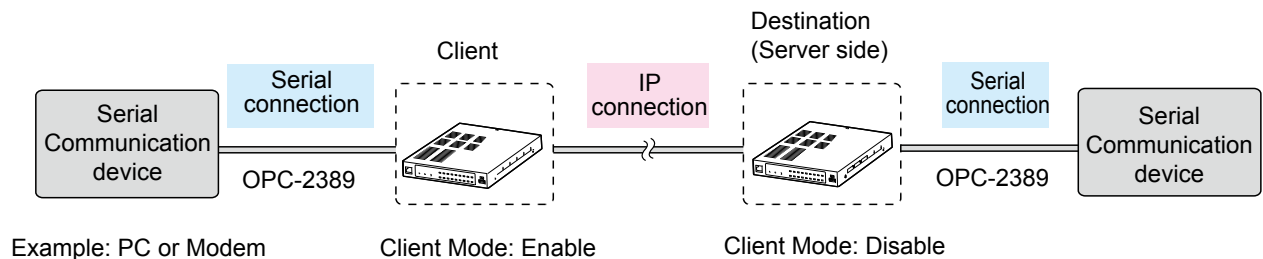 Client
Destination
(Server side)
Serial
connection
IP
connection
Serial
connection
Serial
Communication
device
Serial
Communication
device
OPC-2389
OPC-2389
Example: PC or Modem
Client Mode: Enable
Client Mode: Disable